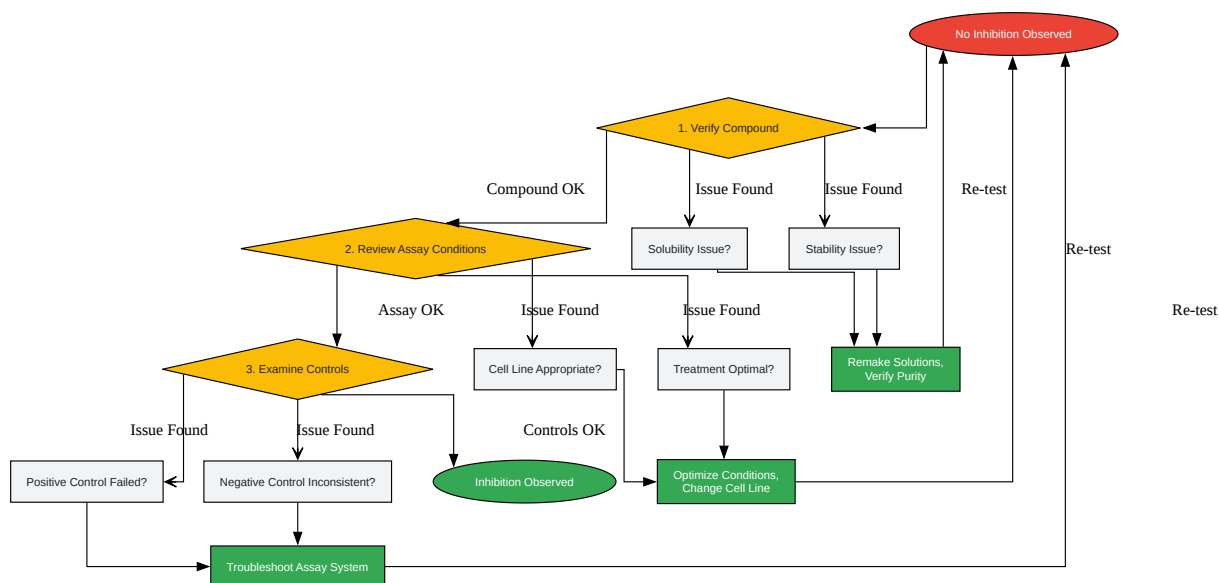 No Inhibition Observed
1. Verify Compound
Compound OK
Issue Found
Issue Found
Re-test
2. Review Assay Conditions
Solubility Issue?
Stability Issue?
Re-test
Assay OK
Issue Found
Issue Found
Re-test
3. Examine Controls
Cell Line Appropriate?
Treatment Optimal?
Remake Solutions,
Verify Purity
Issue Found
Issue Found
Controls OK
Positive Control Failed?
Negative Control Inconsistent?
Inhibition Observed
Optimize Conditions,
Change Cell Line
Troubleshoot Assay System